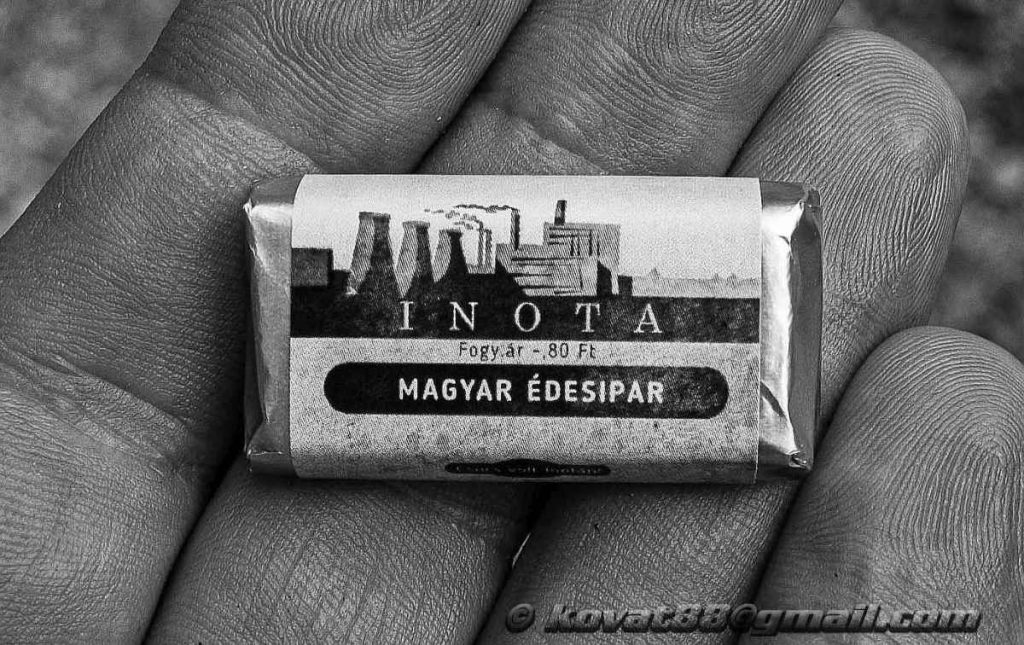 INOTA
Fogy.ár - 80 Ft
MAGYAR ÉDESIPAR
© kovat88@gmail.com